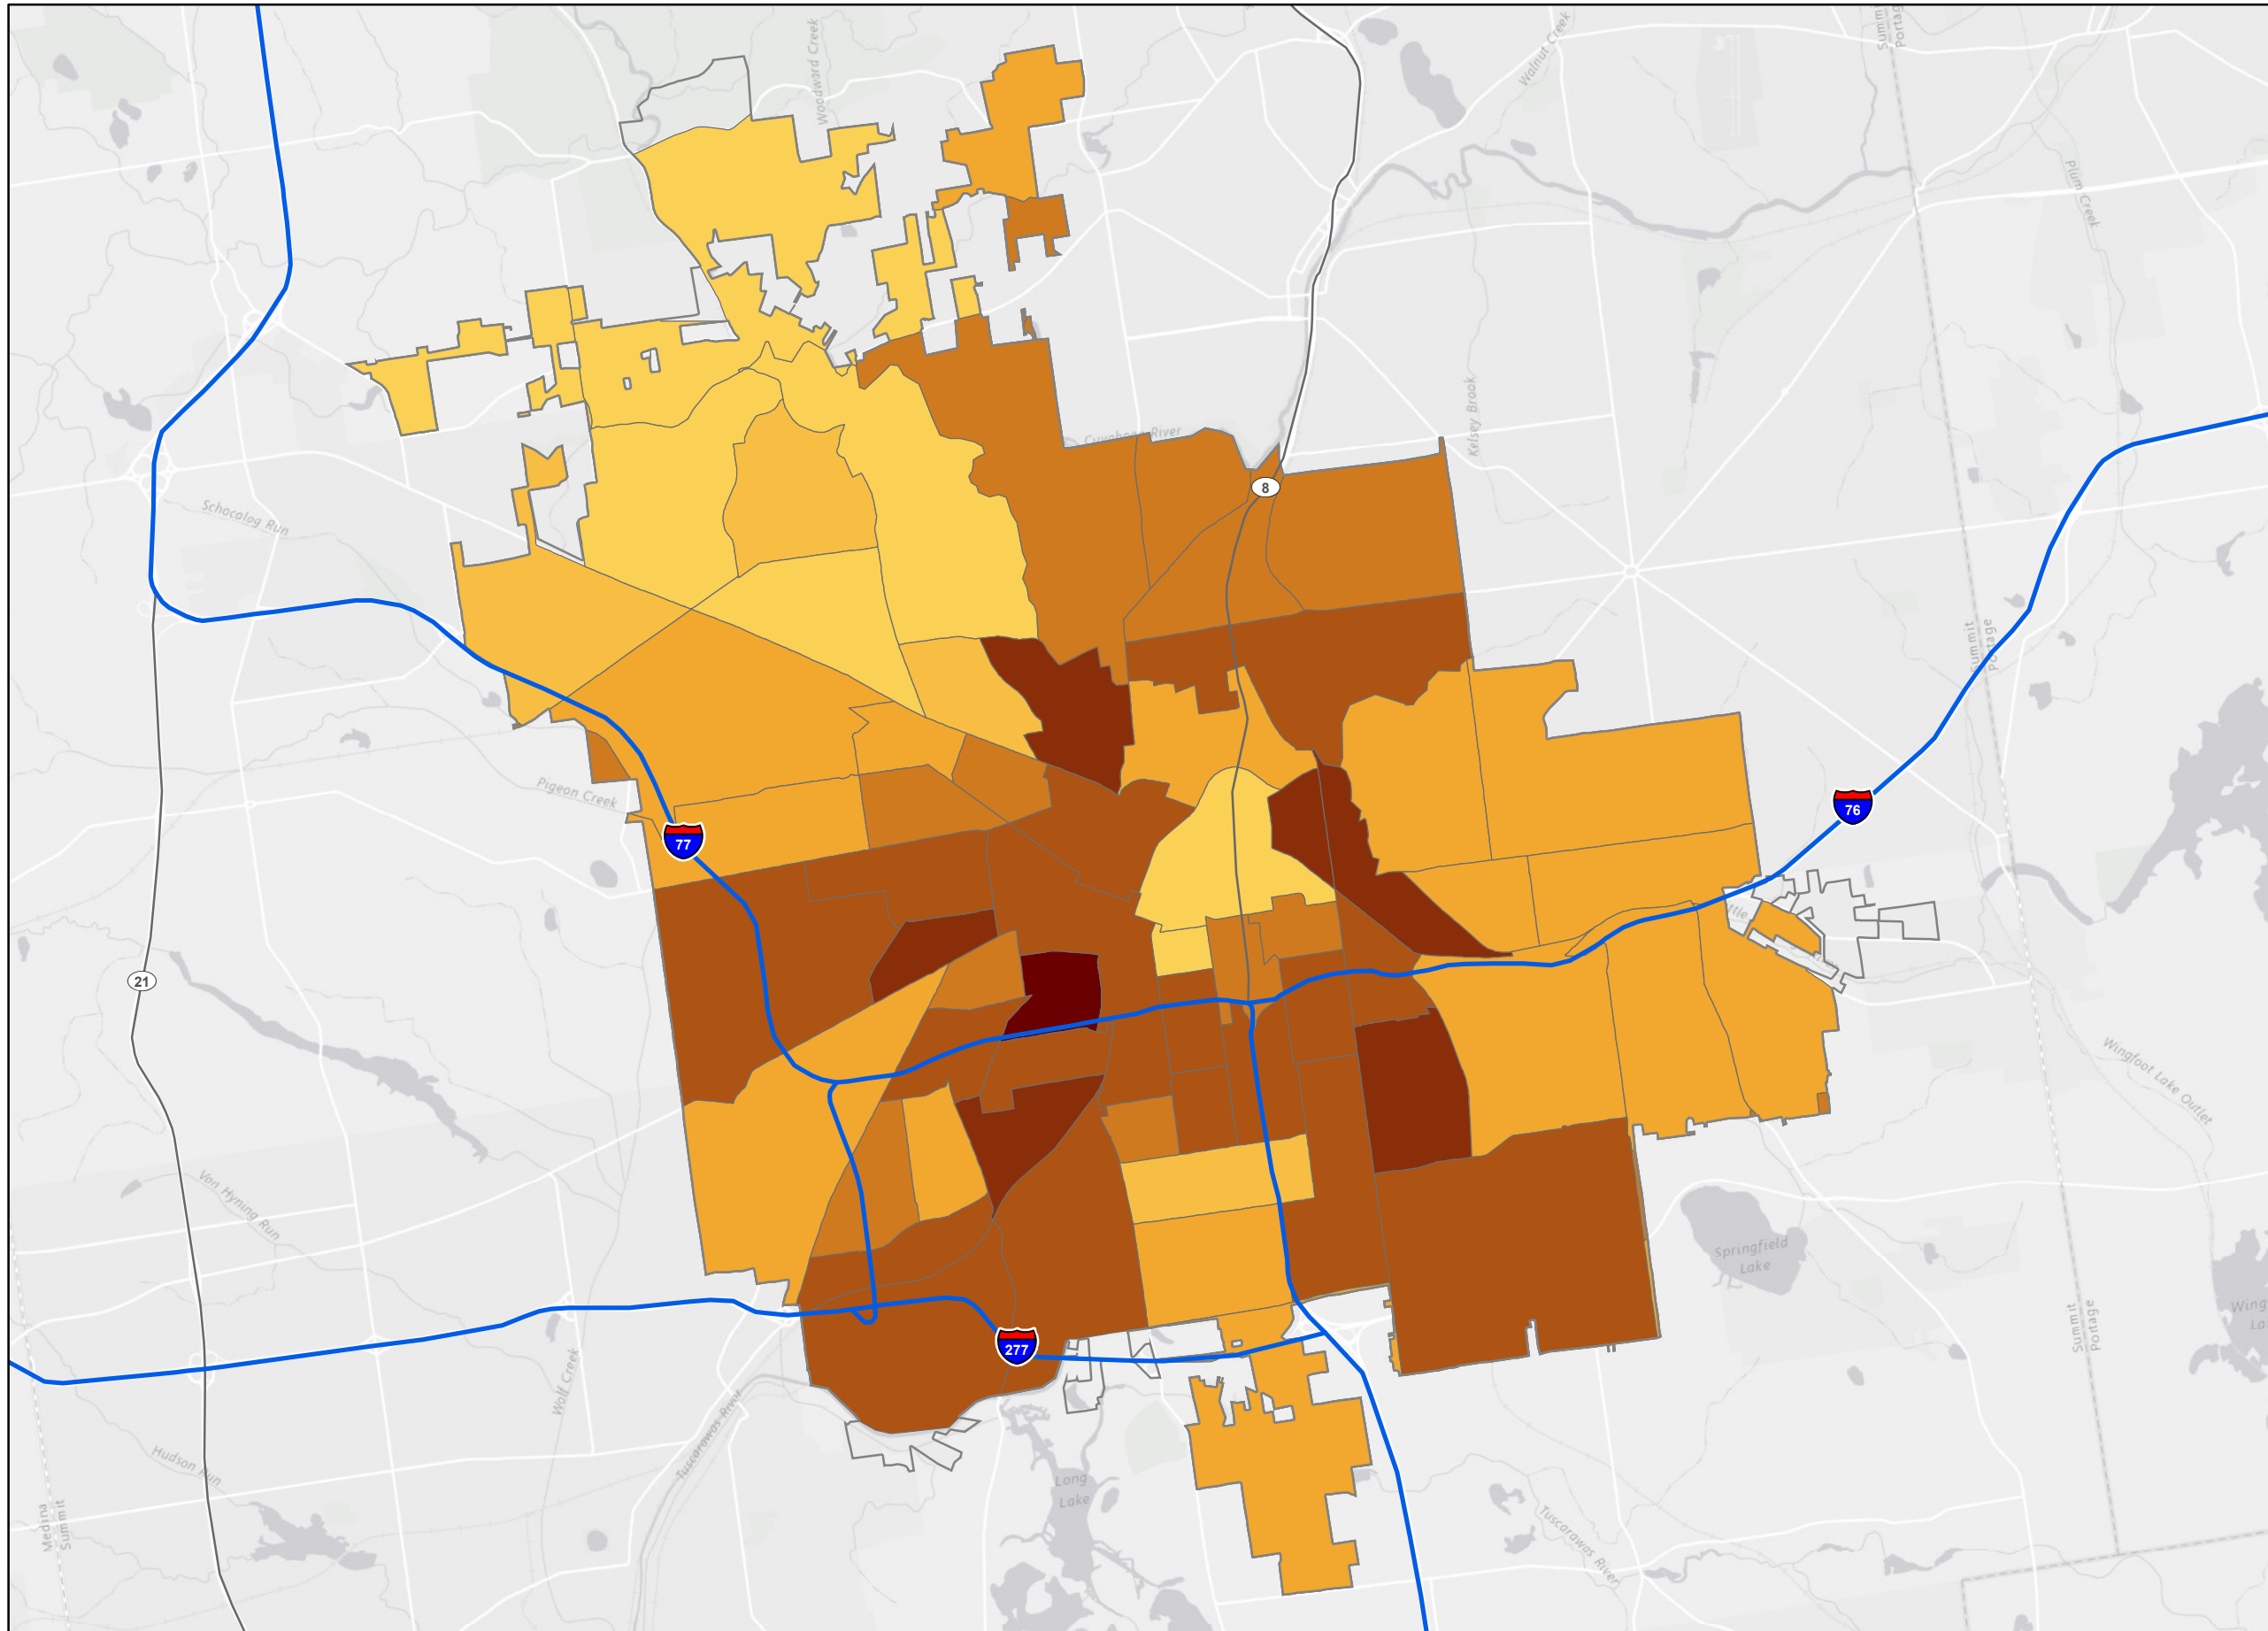 Summit
Portage
Woodward Creek
Walnut Creek
Plum Creek
Kelsey Brook
Cuyahoga River
8
Schocalog Run
Summit
Portage
Pigeon Creek
77
76
21
Wingfoot Lake Outlet
Von Hyning Run
Springfield
Lake
277
Summit
Portage
Wolf Creek
Tuscarawas River
Hudson Run
Long
Lake
Medina
Summit
Tuscarawas River